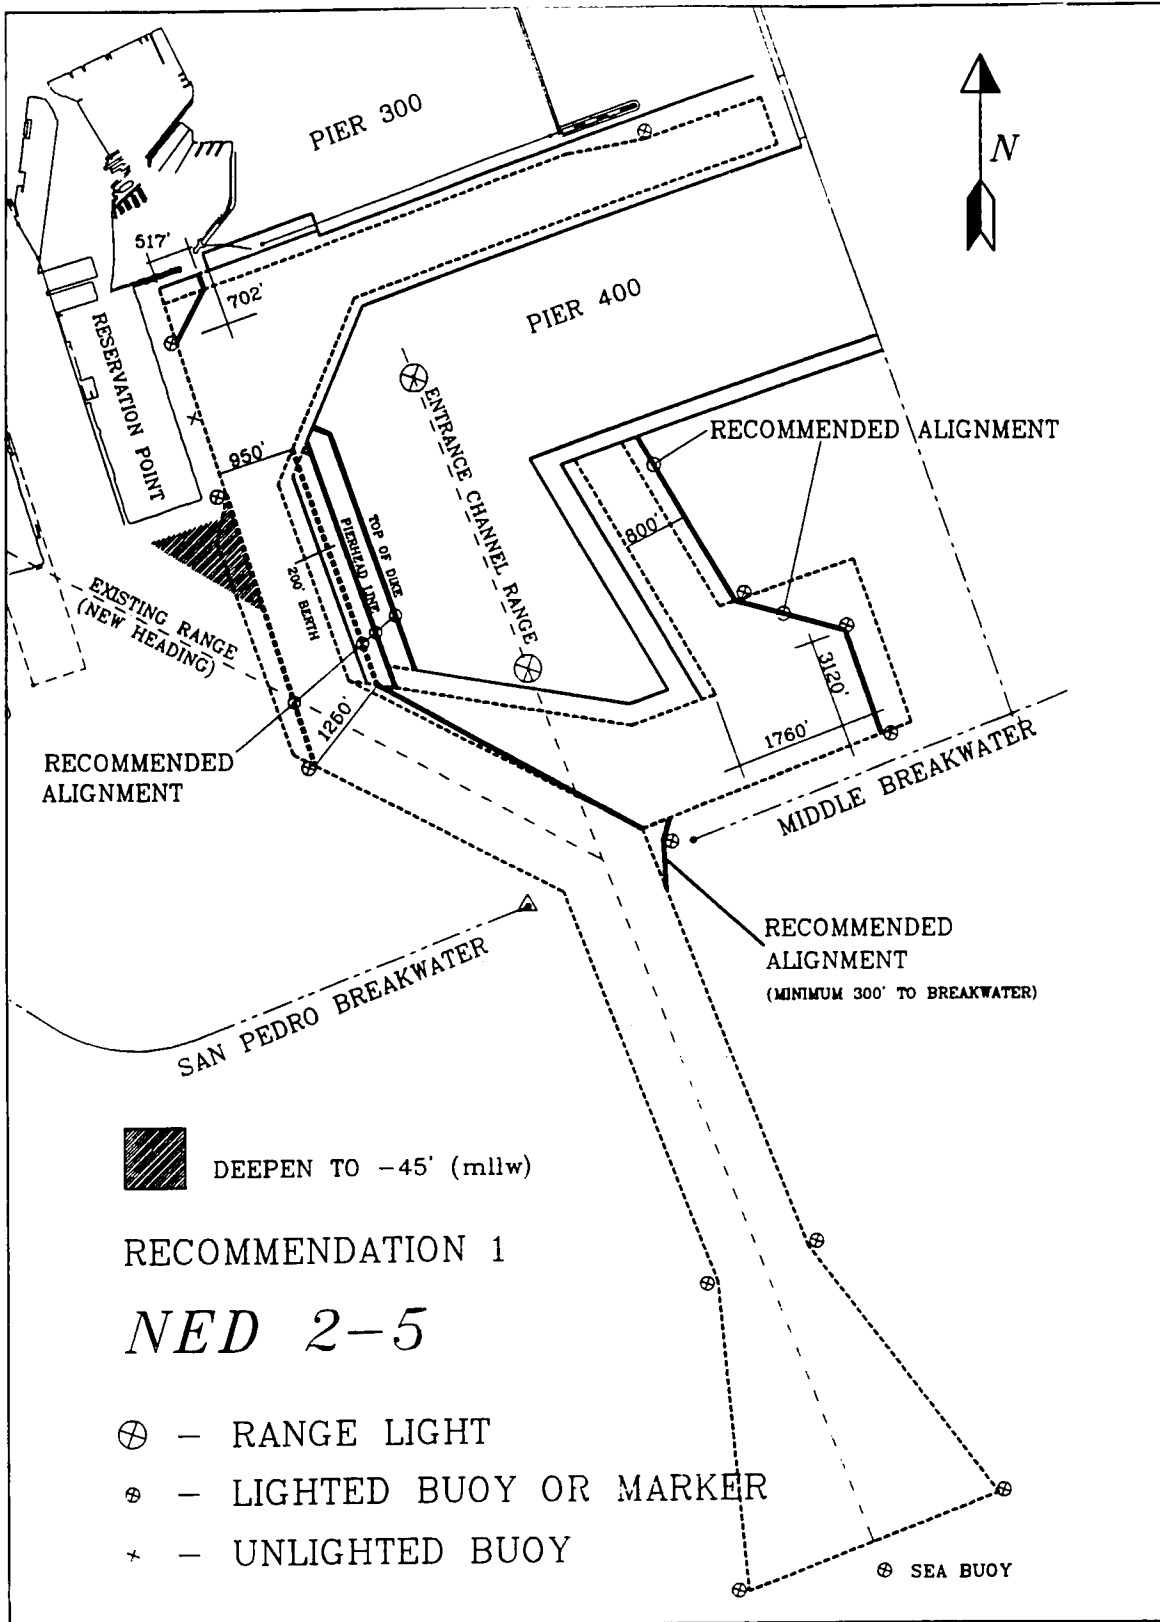 PIER 300
N
517'
702'
PIER 400
RESERVATION POINT
ENTRANCE CHANNEL RANGE
RECOMMENDED ALIGNMENT
950'
800'
TOP OF DIKE
PIERHEAD LINE
200' BERTH
EXISTING RANGE
(NEW HEADING)
3120'
1760'
1260'
MIDDLE BREAKWATER
RECOMMENDED
ALIGNMENT
RECOMMENDED
ALIGNMENT
(MINIMUM 300' TO BREAKWATER)
SAN PEDRO BREAKWATER
DEEPEN TO -45' (mllw)
RECOMMENDATION 1
NED 2-5
- RANGE LIGHT
- LIGHTED BUOY OR MARKER
- UNLIGHTED BUOY
SEA BUOY